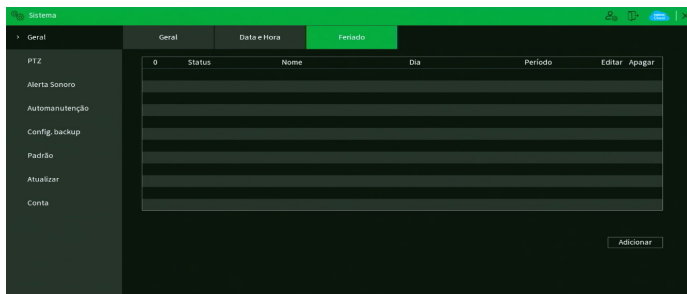 Sistema
Geral
Geral
Data e Hora
Feriado
PTZ
0 Status Nome Dia Período Editar Apagar
Alerta Sonoro
Automanutenção
Config. backup
Padrão
Atualizar
Conta
Adicionar